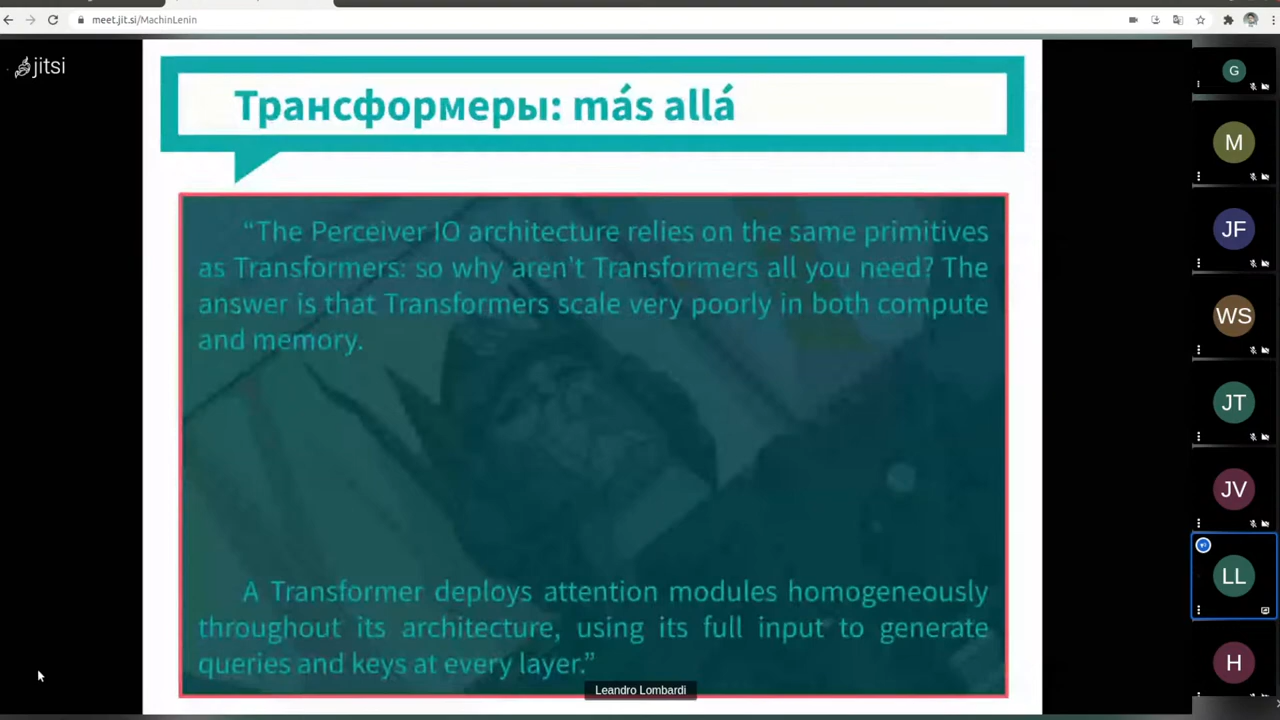 meet.jit.si/MachinLenin
jitsi
Трансформеры: más allá
“The Perceiver IO architecture relies on the same primitives
as Transformers: so why aren’t Transformers all you need? The
answer is that Transformers scale very poorly in both compute
and memory.
A Transformer deploys attention modules homogeneously
throughout its architecture, using its full input to generate
queries and keys at every layer.”
Leandro Lombardi
G
M
JF
WS
JT
JV
LL
H